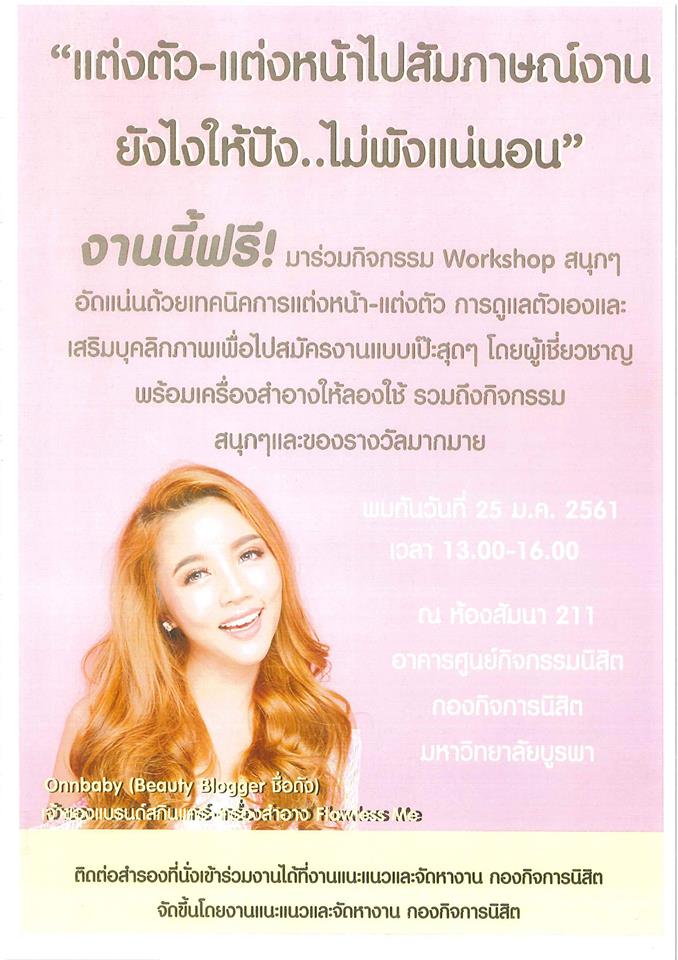 “แต่งตัว-แต่งหน้าไปสัมภาษณ์งาน
ยังไงให้ปัง..ไม่พังแน่นอน”
งานนี้ฟรี! มาร่วมกิจกรรม Workshop สนุกๆ
อัดแน่นด้วยเทคนิคการแต่งหน้า-แต่งตัว การดูแลตัวเองและ
เสริมบุคลิกภาพเพื่อไปสมัครงานแบบเป๊ะสุดๆ โดยผู้เชี่ยวชาญ
พร้อมเครื่องสำอางให้ลองใช้ รวมถึงกิจกรรม
สนุกๆและของรางวัลมากมาย
พบกันวันที่ 25 ม.ค. 2561
เวลา 13.00-16.00
ณ ห้องสัมนา 211
อาคารศูนย์กิจกรรมนิสิต
กองกิจการนิสิต
มหาวิทยาลัยบูรพา
Onnbaby (Beauty Blogger ชื่อดัง)
เจ้าของแบรนด์สกินแคร์-เครื่องสำอาง Flawless Me
ติดต่อสำรองที่นั่งเข้าร่วมงานได้ที่งานแนะแนวและจัดหางาน กองกิจการนิสิต
จัดขึ้นโดยงานแนะแนวและจัดหางาน กองกิจการนิสิต